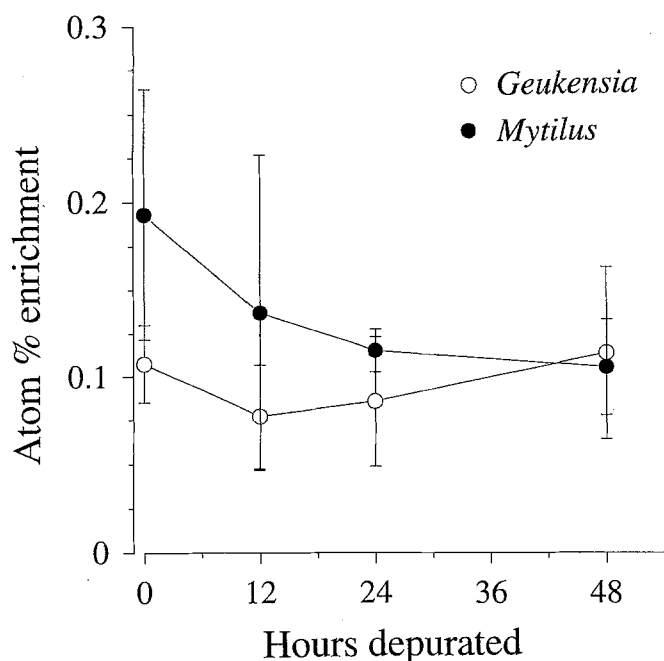 0.3
Geukensia
Mytilus
0.2
0.1
0
Atom % enrichment
0 12 24 36 48
Hours depurated